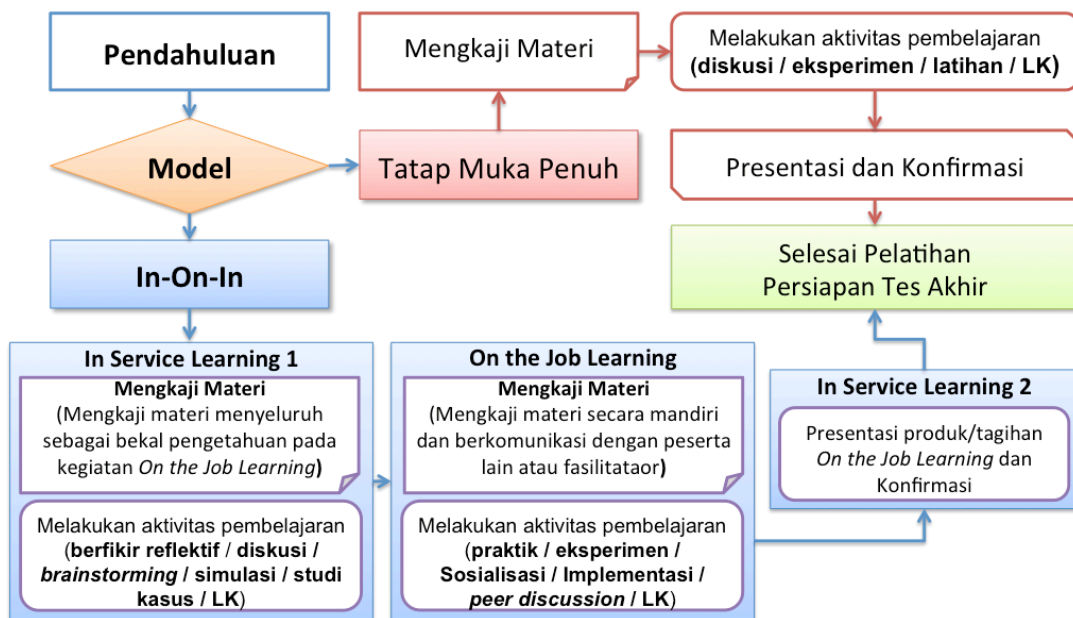 Pendahuluan
Model
Tatap Muka Penuh
Mengkaji Materi
Melakukan aktivitas pembelajaran
(diskusi / eksperimen / latihan / LK)
Presentasi dan Konfirmasi
Selesai Pelatihan
Persiapan Tes Akhir
In-On-In
In Service Learning 1
Mengkaji Materi
(Mengkaji materi menyeluruh
sebagai bekal pengetahuan pada
kegiatan On the Job Learning)
Melakukan aktivitas pembelajaran
(berfikir reflektif / diskusi /
brainstorming / simulasi / studi
kasus / LK)
On the Job Learning
Mengkaji Materi
(Mengkaji materi secara mandiri
dan berkomunikasi dengan peserta
lain atau fasilitataor)
Melakukan aktivitas pembelajaran
(praktik / eksperimen /
Sosialisasi / Implementasi /
peer discussion / LK)
In Service Learning 2
Presentasi produk/tagihan
On the Job Learning dan
Konfirmasi